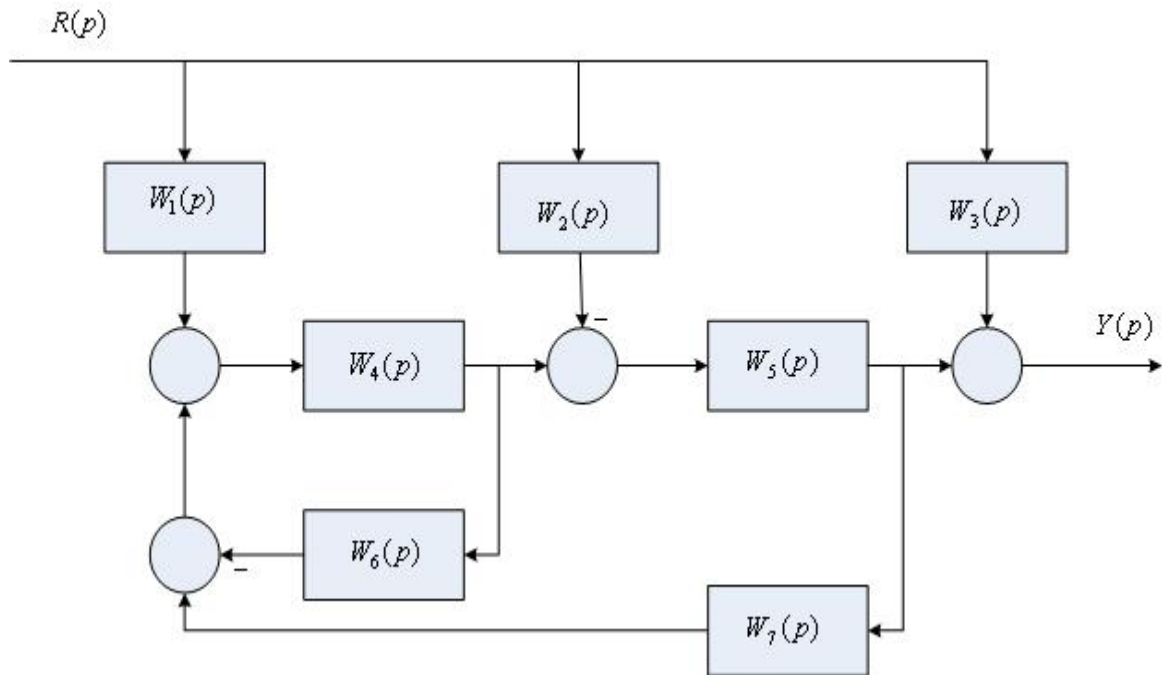 R(p)
W₁(p)
W₂(p)
W₃(p)
Y(p)
–
W₄(p)
W₅(p)
W₆(p)
–
W₇(p)